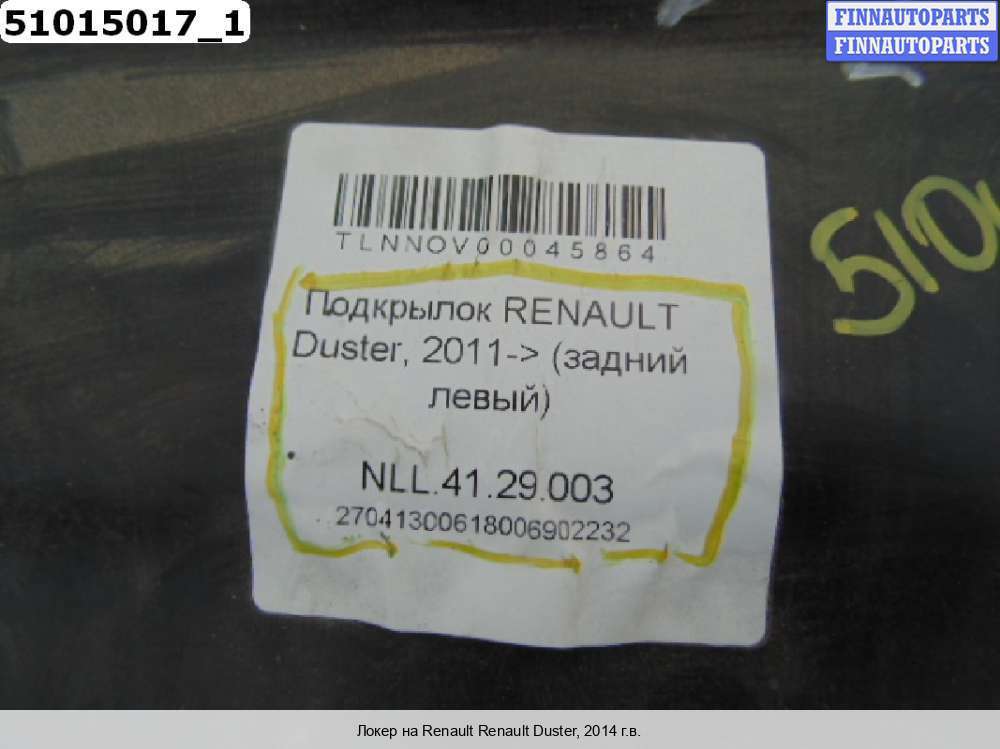 51015017_1
FINNAUTOPARTS
FINNAUTOPARTS
TLNNOV00045864
Подкрылок RENAULT
Duster, 2011-> (задний
левый)
NLL.41.29.003
27041300618006902232
510
Локер на Renault Renault Duster, 2014 г.в.